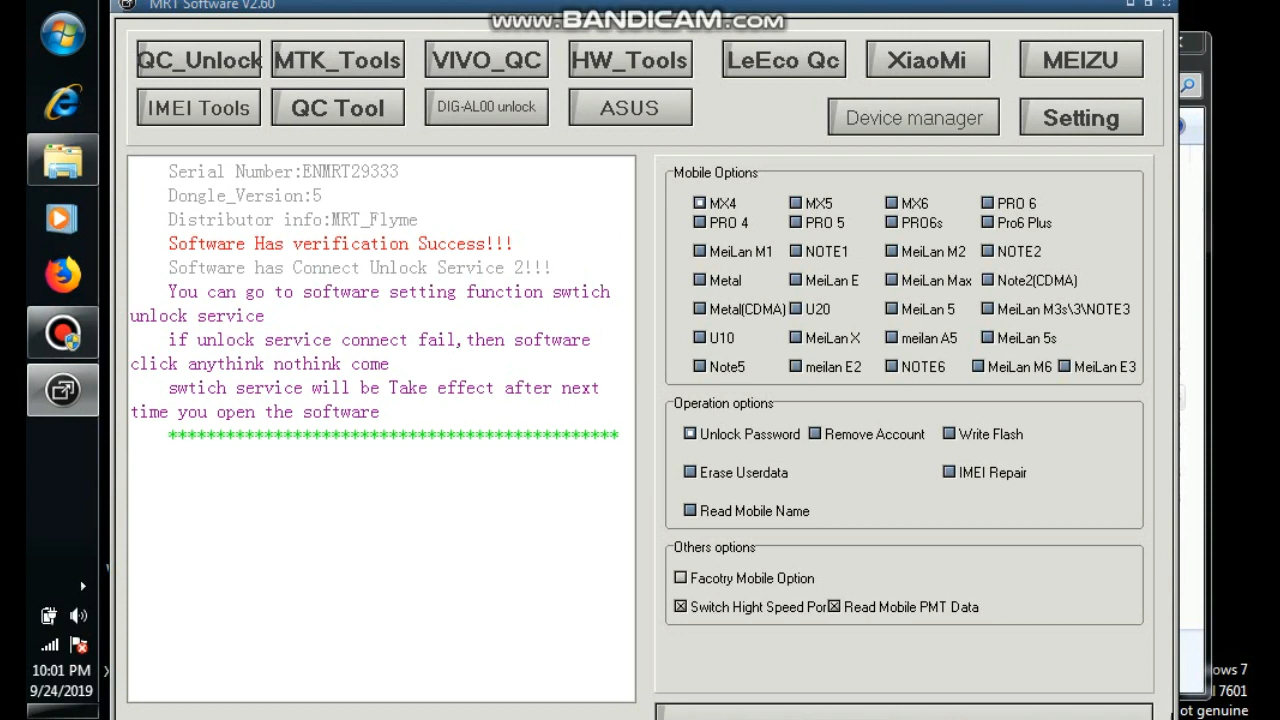 MRT Software V2.60
www.BANDICAM.com
QC_Unlock MTK_Tools VIVO_QC HW_Tools LeEco Qc XiaoMi MEIZU
IMEI Tools QC Tool DIG-AL00 unlock ASUS Device manager Setting
Serial Number:ENMRT29333
Dongle_Version:5
Distributor info:MRT_Flyme
Software Has verification Success!!!
Software has Connect Unlock Service 2!!!
You can go to software setting function swtich
unlock service
if unlock service connect fail,then software
click anythink nothink come
swtich service will be Take effect after next
time you open the software
***********************************************
Mobile Options
MX4 MX5 MX6 PRO 6
PRO 4 PRO 5 PRO6s Pro6 Plus
MeiLan M1 NOTE1 MeiLan M2 NOTE2
Metal MeiLan E MeiLan Max Note2(CDMA)
Metal(CDMA) U20 MeiLan 5 MeiLan M3s\3\NOTE3
U10 MeiLan X meilan A5 MeiLan 5s
Note5 meilan E2 NOTE6 MeiLan M6 MeiLan E3
Operation options
Unlock Password Remove Account Write Flash
Erase Userdata IMEI Repair
Read Mobile Name
Others options
Facotry Mobile Option
Switch Hight Speed Por Read Mobile PMT Data
10:01 PM
9/24/2019
ows 7
7601
ot genuine